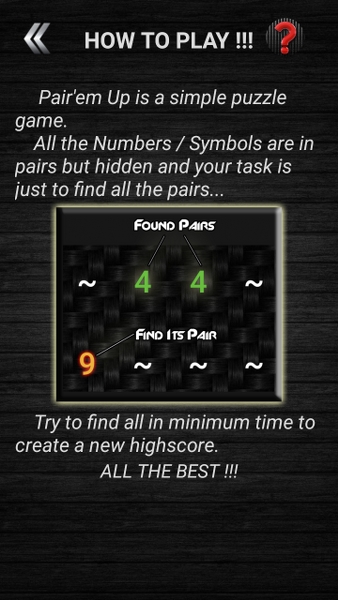 HOW TO PLAY !!!
Pair'em Up is a simple puzzle
game.
All the Numbers / Symbols are in
pairs but hidden and your task is
just to find all the pairs...
Found Pairs
~ 4 4 ~
Find Its Pair
9 ~ ~ ~
Try to find all in minimum time to
create a new highscore.
ALL THE BEST !!!